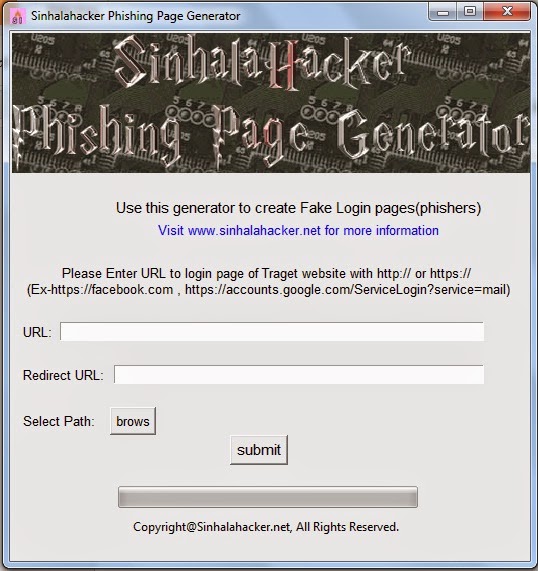 Sinhalahacker Phishing Page Generator
SinhalaHacker
Phishing Page Generator
Use this generator to create Fake Login pages(phishers)
Visit www.sinhalahacker.net for more information
Please Enter URL to login page of Traget website with http:// or https://
(Ex-https://facebook.com , https://accounts.google.com/ServiceLogin?service=mail)
URL:
Redirect URL:
Select Path: brows
submit
Copyright@Sinhalahacker.net, All Rights Reserved.